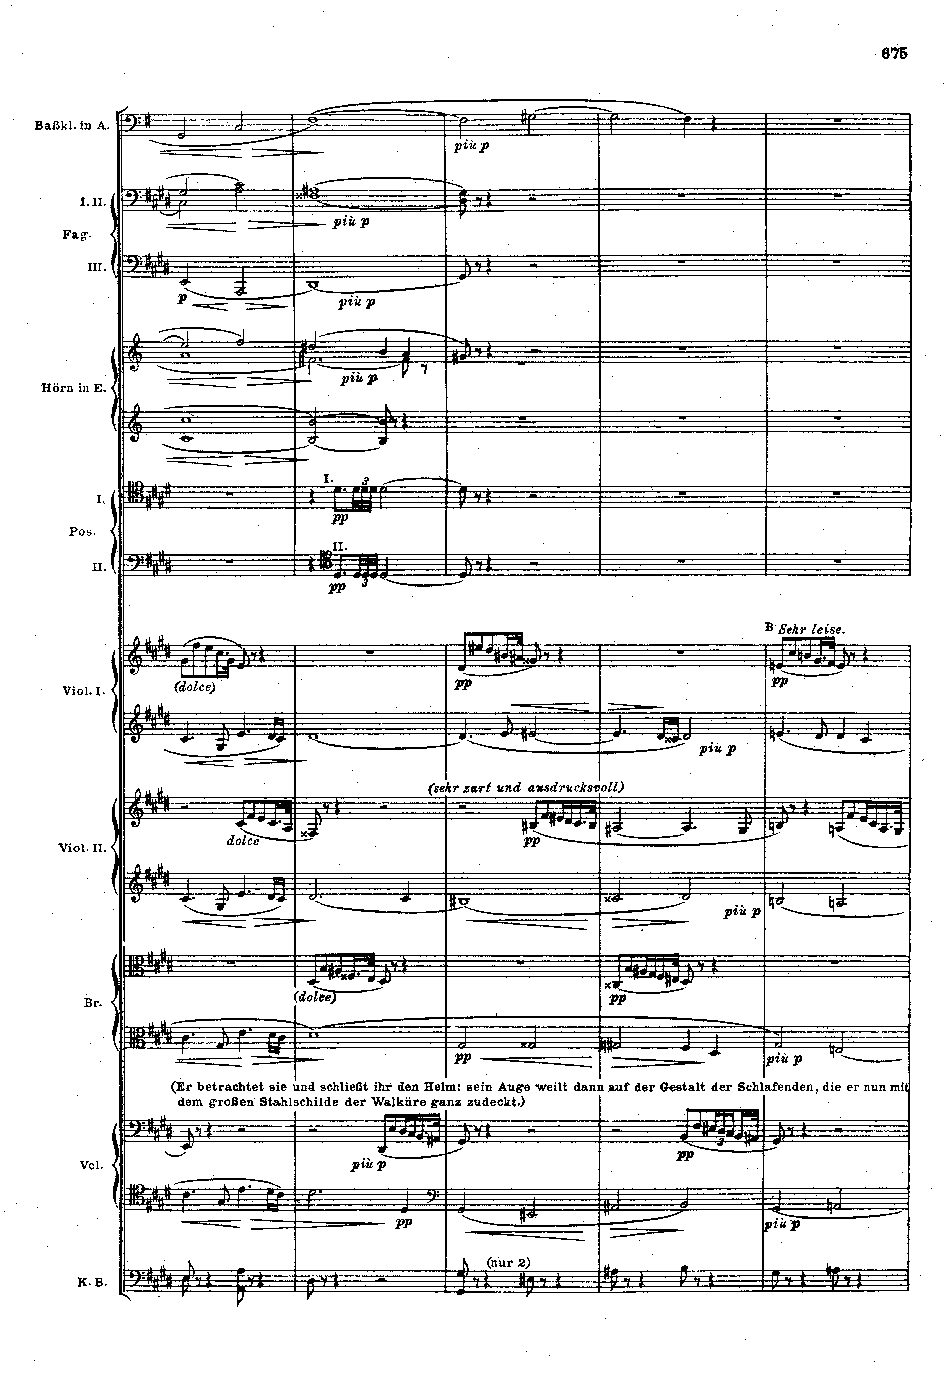 675
Baßkl. in A.
più p
I. II.
più p
Fag.
III.
p
più p
più p
Hörn in E.
I.
I.
3
pp
Pos.
II.
II.
pp
3
B Sehr leise.
Viol. I.
(dolce)
pp
pp
più p
(sehr zart und ausdrucksvoll)
dolce
pp
Viol. II.
più p
(dolce)
pp
Br.
pp
più p
(Er betrachtet sie und schließt ihr den Helm: sein Auge weilt dann auf der Gestalt der Schlafenden, die er nun mit
dem großen Stahlschilde der Walküre ganz zudeckt.)
3
più p
pp
Vcl.
pp
più p
(nur 2)
K. B.